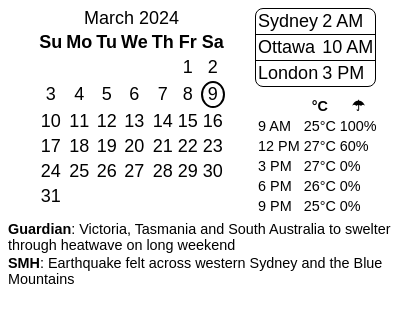 March 2024
Su Mo Tu We Th Fr Sa
1 2
3 4 5 6 7 8 9
10 11 12 13 14 15 16
17 18 19 20 21 22 23
24 25 26 27 28 29 30
31
Sydney 2 AM
Ottawa 10 AM
London 3 PM
°C ☂
9 AM 25°C 100%
12 PM 27°C 60%
3 PM 27°C 0%
6 PM 26°C 0%
9 PM 25°C 0%
Guardian: Victoria, Tasmania and South Australia to swelter
through heatwave on long weekend
SMH: Earthquake felt across western Sydney and the Blue
Mountains